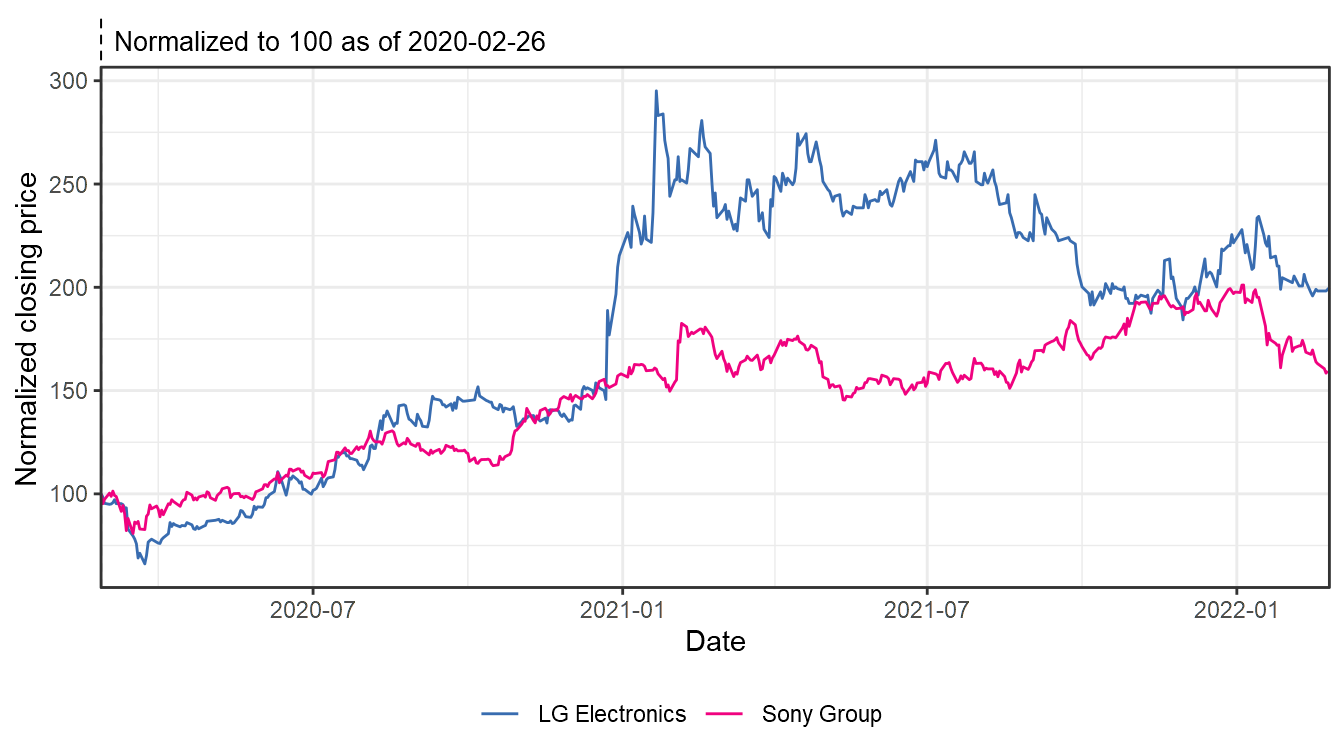 Normalized to 100 as of 2020-02-26
300
250
200
150
100
Normalized closing price
2020-07
2021-01
2021-07
2022-01
Date
LG Electronics
Sony Group